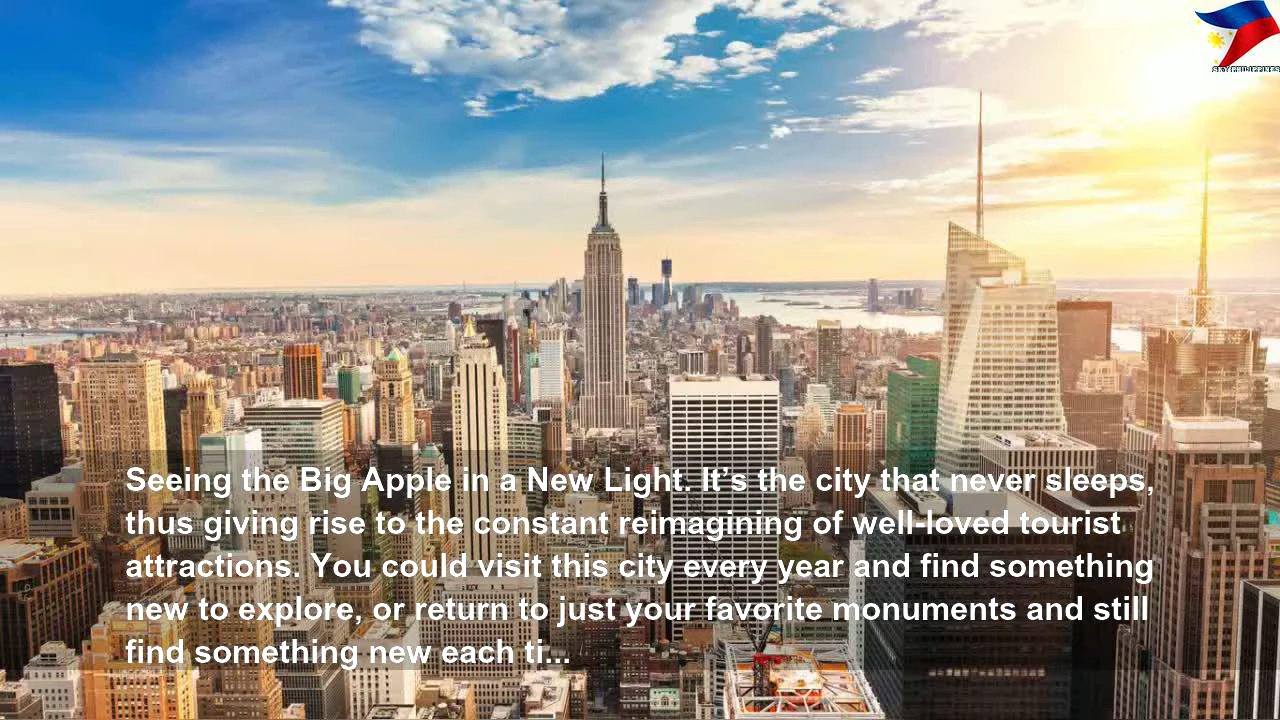 SKYPHILIPPINES
Seeing the Big Apple in a New Light. It’s the city that never sleeps,
thus giving rise to the constant reimagining of well-loved tourist
attractions. You could visit this city every year and find something
new to explore, or return to just your favorite monuments and still
find something new each ti...